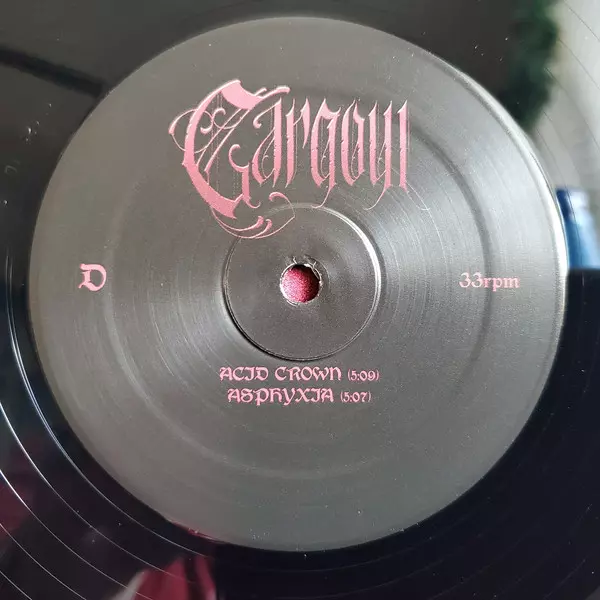 Gargoyl
D
33rpm
ACID CROWN (5:09)
ASPHYXIA (5:07)